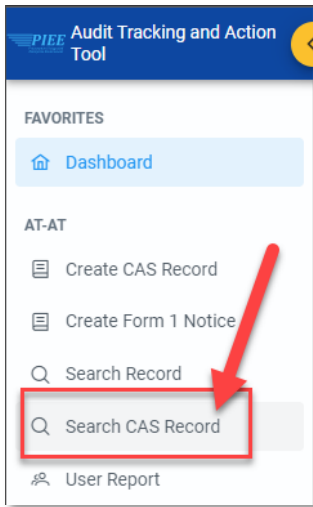 PIEE Audit Tracking and Action
Tool
FAVORITES
Dashboard
AT-AT
Create CAS Record
Create Form 1 Notice
Search Record
Search CAS Record
User Report